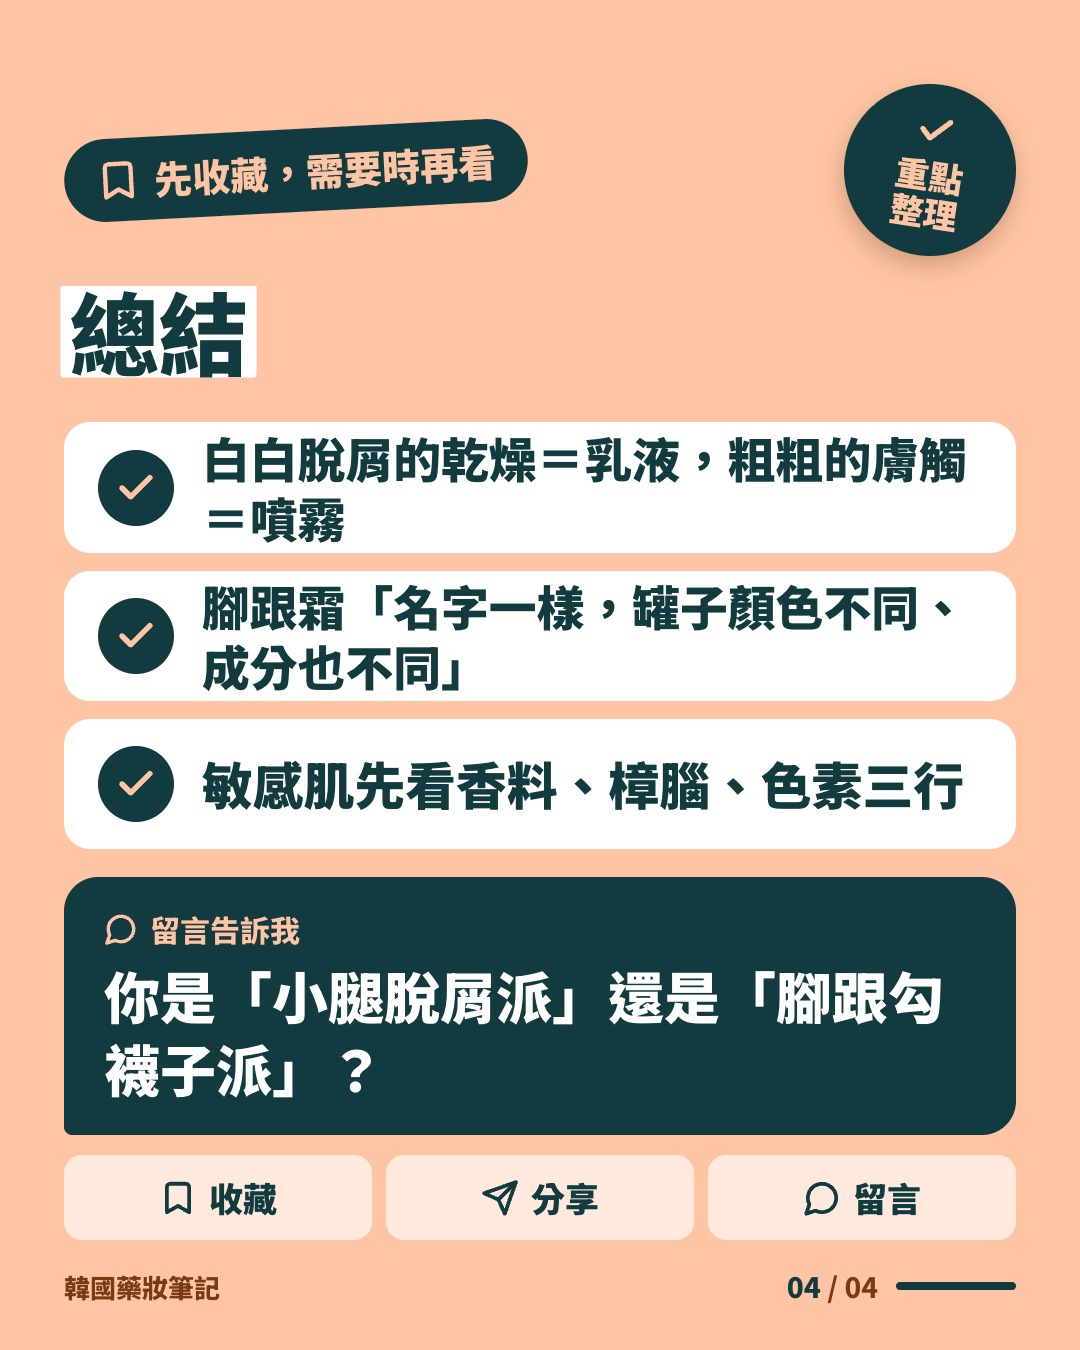 先收藏，需要時再看
重點
整理
總結
白白脫屑的乾燥＝乳液，粗粗的膚觸
＝噴霧
腳跟霜「名字一樣，罐子顏色不同、
成分也不同」
敏感肌先看香料、樟腦、色素三行
留言告訴我
你是「小腿脫屑派」還是「腳跟勾
襪子派」？
收藏
分享
留言
韓國藥妝筆記
04 / 04